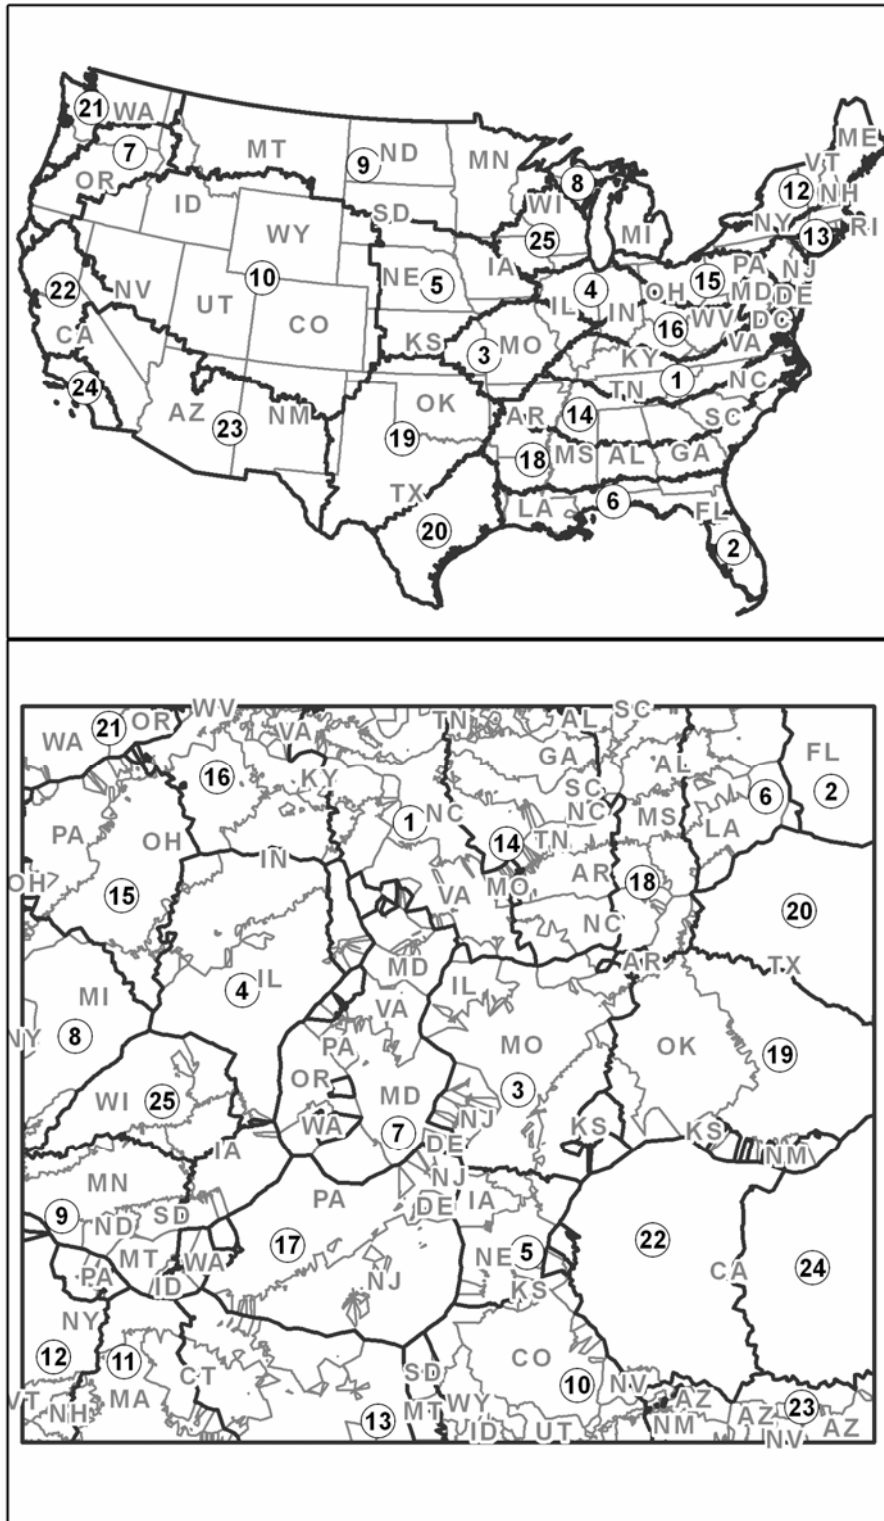 21 WA
7
OR
MT
ID
9 ND
MN
SD
WY
10
NV
UT
CO
22
CA
24
AZ
23
NM
NE 5
KS
IA
WI
25
8
MI
4
IL
IN
OH
15
PA
MD
DE
NJ
DC
WV
VA
16
KY
3 MO
TN 1 NC
SC
AR
14
18
MS AL GA
OK
19
TX
20
LA
6
FL
2
ME
VT
12
NH
NY
13
RI
21 OR WV
WA
VA
TN AL SC
GA
AL
FL
16
KY
SC
6 2
PA
OH
1 NC
NC
MS
LA
14 TN
OH
15
IN
VA
MO AR 18
NC
20
MD
AR TX
4 IL
IL
MI
VA
NY 8
PA
MO
OK 19
OR
MD
3
WI 25
WA 7
NJ
KS KS
IA
DE
NM
MN
NJ
PA
DE IA
9 ND SD
MT WA
17
NE 5
22
24
PA ID
NJ
KS
CA
NY
12 11
CT
SD
CO
10
NV
AZ
VT NH MA
13
MT
WY
ID UT
NM
AZ 23 AZ
NV